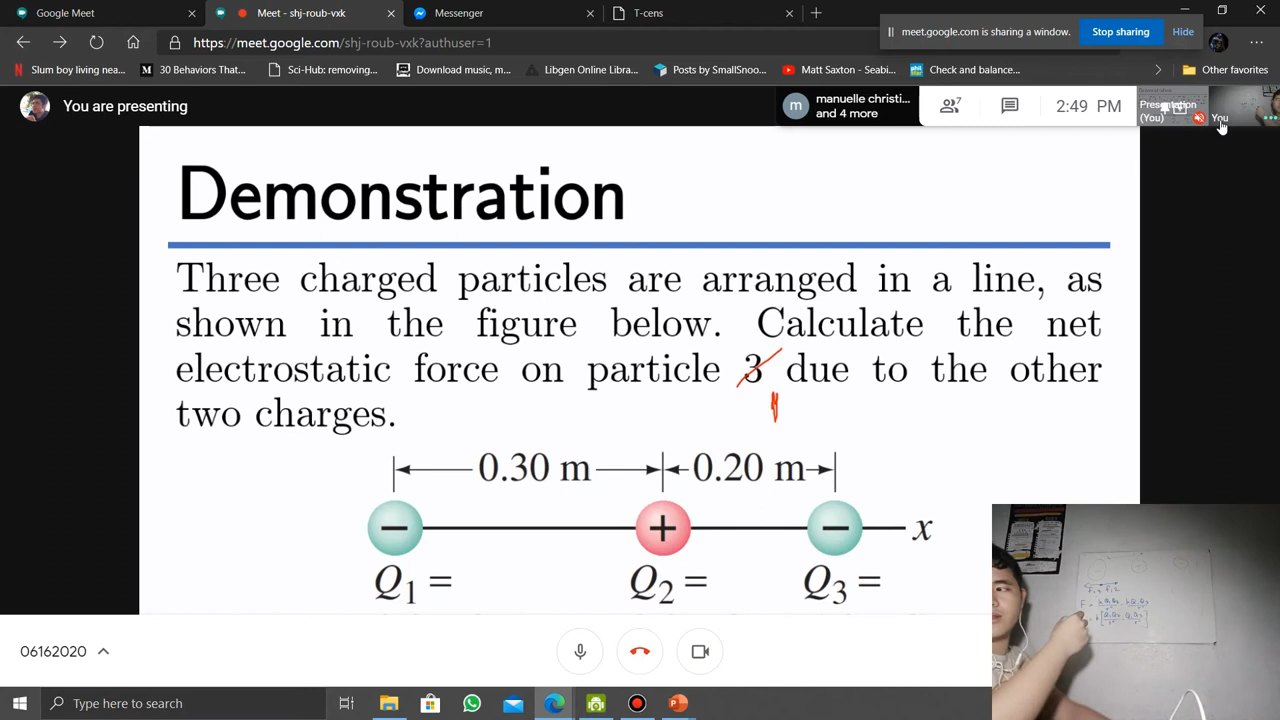 Google Meet
Meet - shj-roub-vxk
Messenger
T-cens
https://meet.google.com/shj-roub-vxk?authuser=1
meet.google.com is sharing a window.
Stop sharing
Hide
Slum boy living nea...
30 Behaviors That...
Sci-Hub: removing...
Download music, m...
Libgen Online Libra...
Posts by SmallSnoo...
Matt Saxton - Seabi...
Check and balance...
Other favorites
You are presenting
m
manuelle christi...
and 4 more
7
2:49 PM
Presentation
(You)
You
Demonstration
Three charged particles are arranged in a line, as
shown in the figure below. Calculate the net
electrostatic force on particle 3 due to the other
two charges.
0.30 m
0.20 m
− + − x
Q1 =
Q2 =
Q3 =
06162020
Type here to search